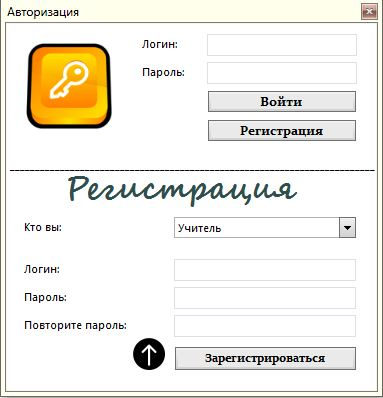 Авторизация
Логин:
Пароль:
Войти
Регистрация
Регистрация
Кто вы:
Учитель
Логин:
Пароль:
Повторите пароль:
Зарегистрироваться